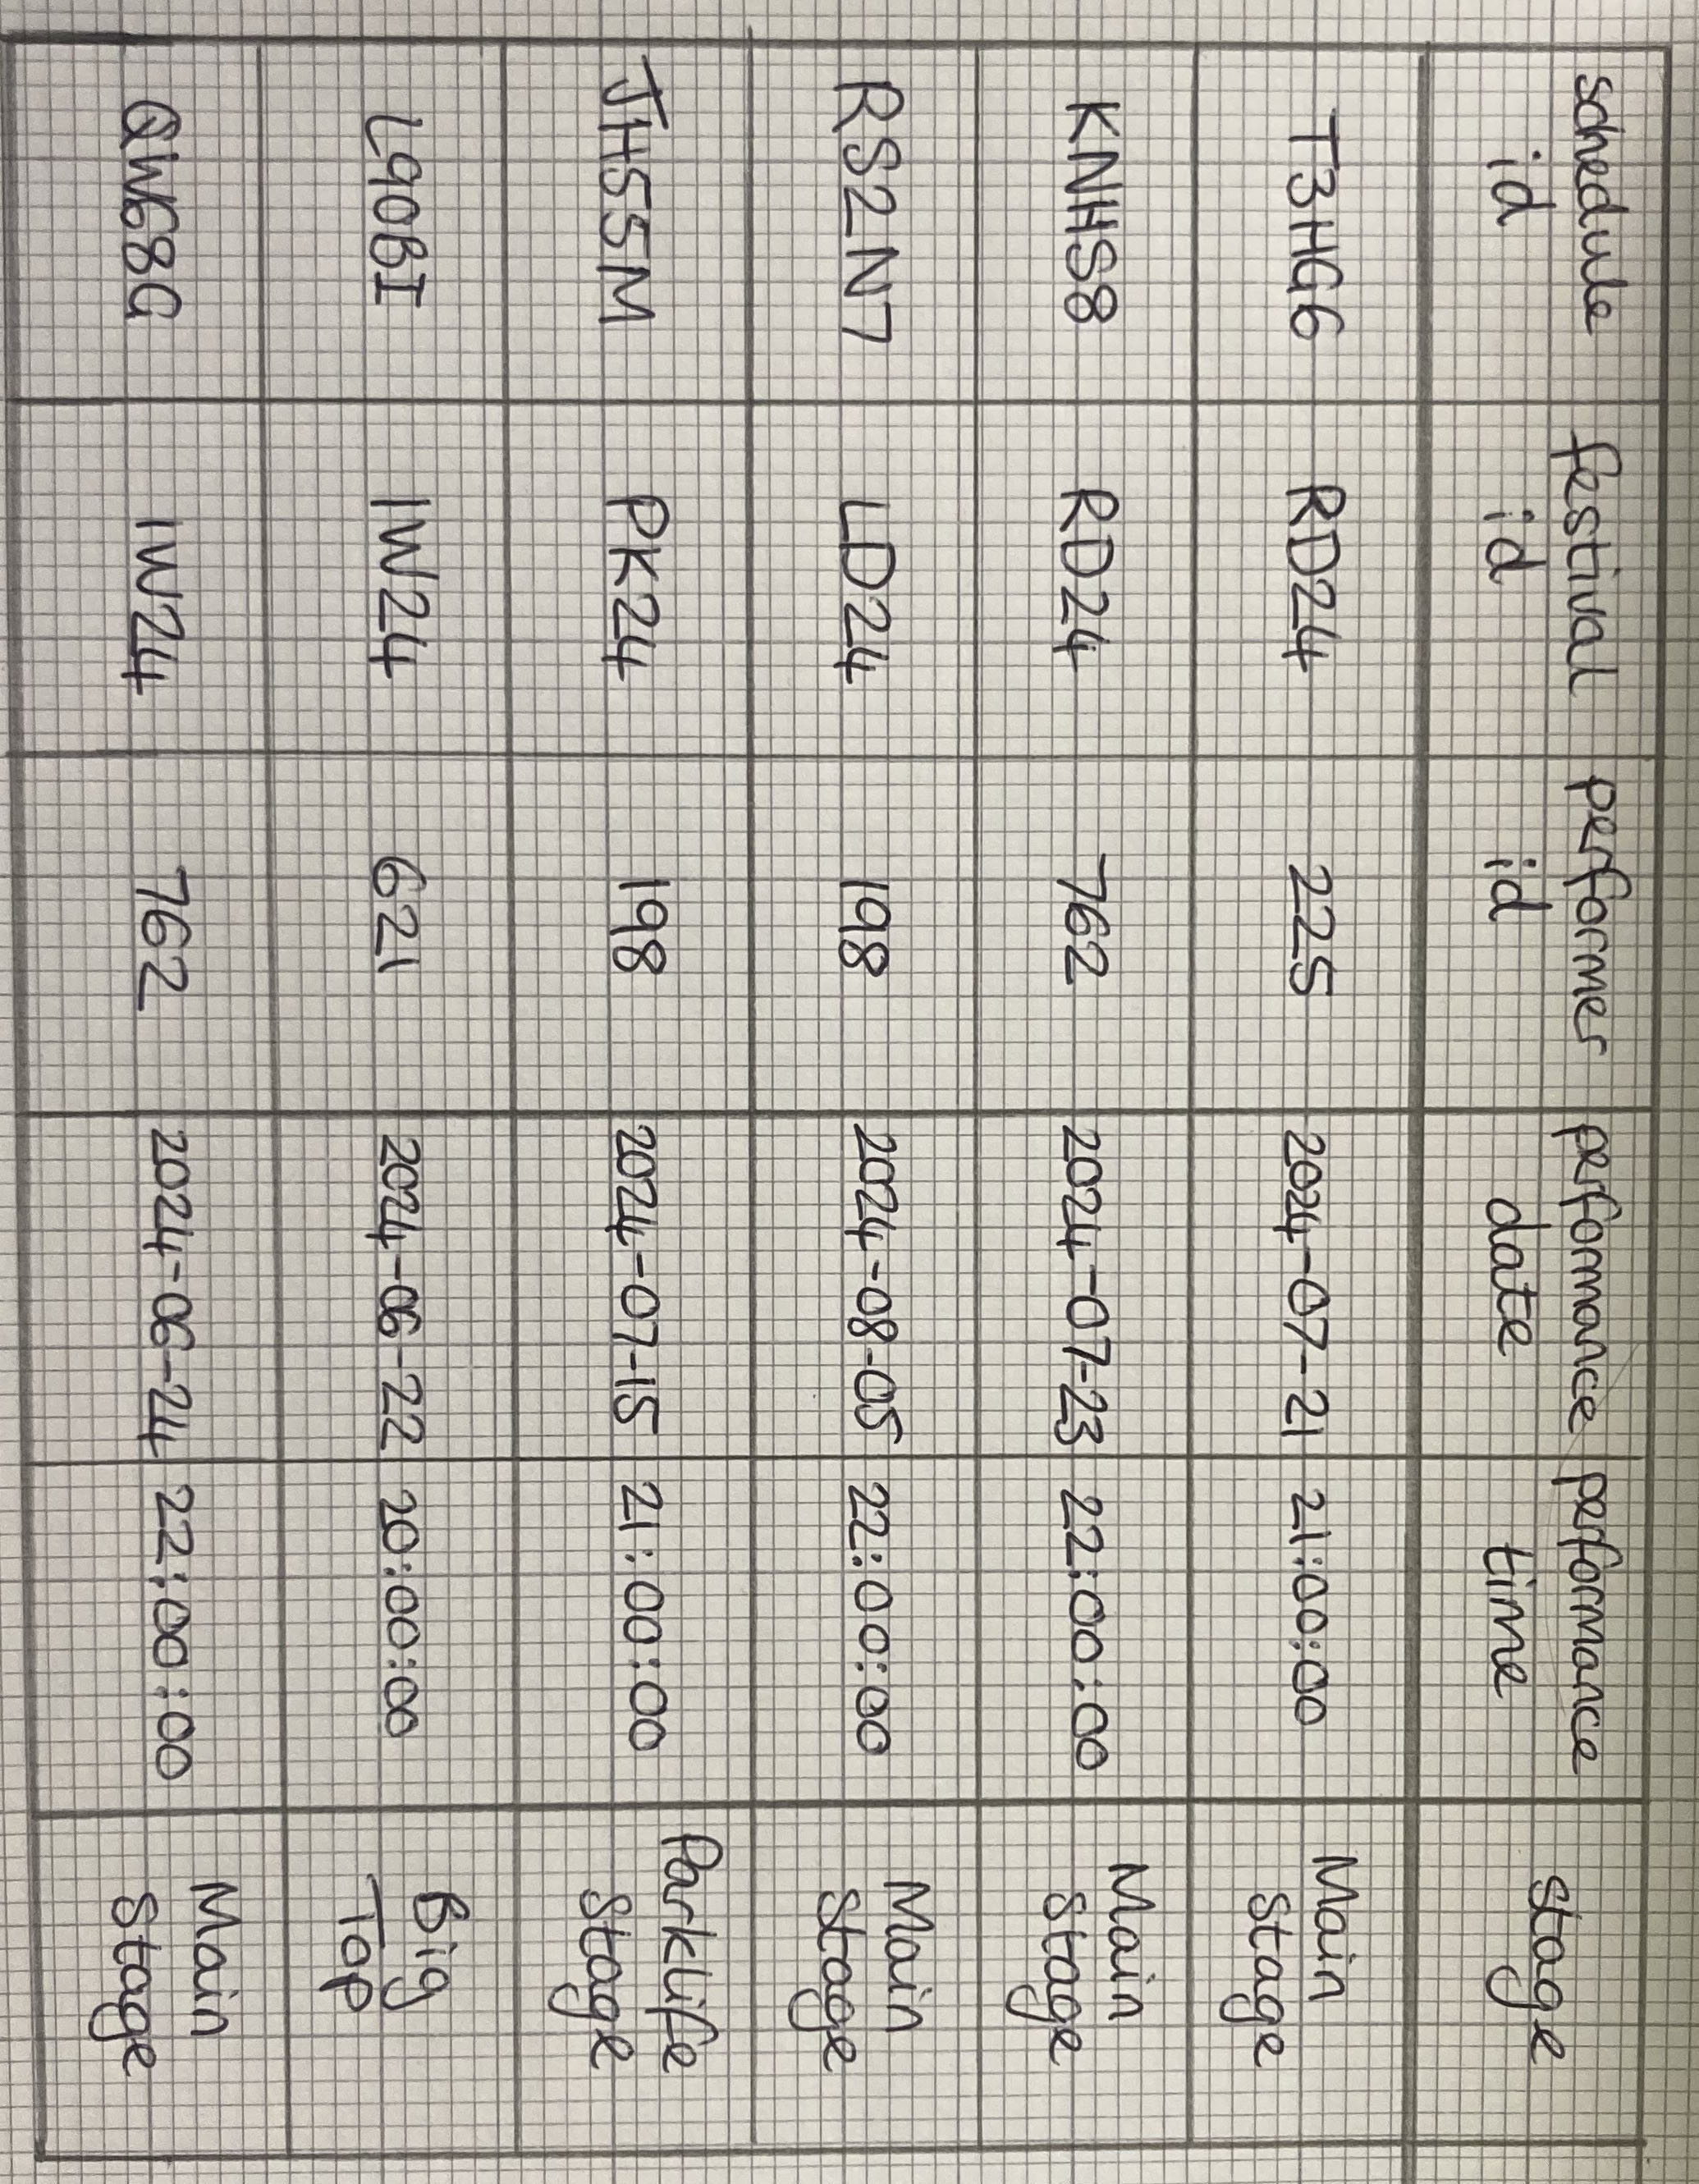 schedule id festival id performer id performance date performance time stage
T3HG6 RD24 225 2024-07-21 21:00:00 Main Stage
KNHS8 RD24 762 2024-07-23 22:00:00 Main Stage
RS2N7 LD24 198 2024-08-05 22:00:00 Main Stage
JH55M PK24 198 2024-07-15 21:00:00 Parklife Stage
L90BI IW24 621 2024-06-22 20:00:00 Big Top
QW68G IW24 762 2024-06-24 22:00:00 Main Stage